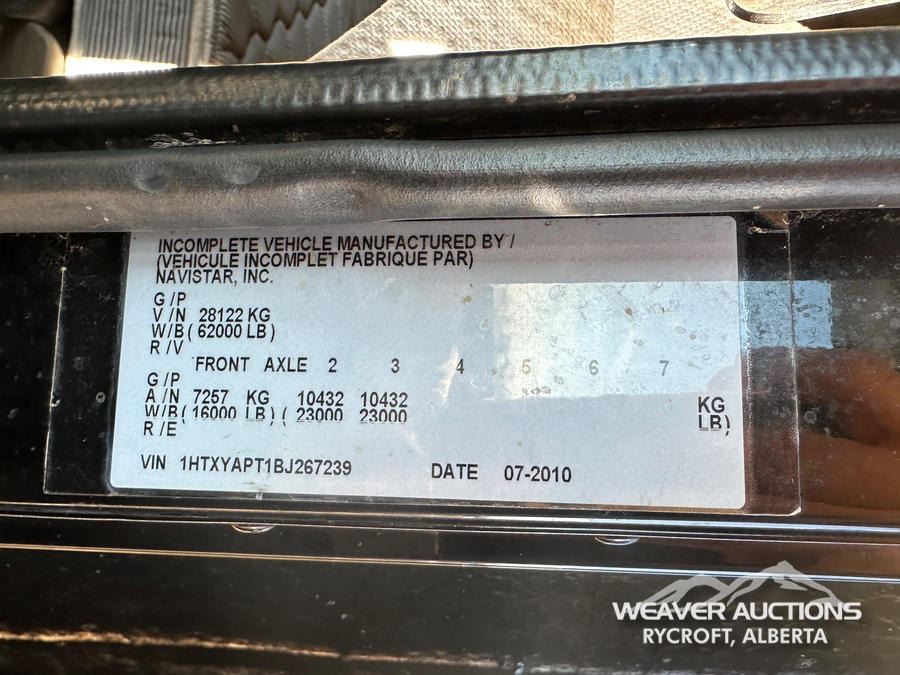 INCOMPLETE VEHICLE MANUFACTURED BY /
(VEHICULE INCOMPLET FABRIQUE PAR)
NAVISTAR, INC.
G /P
V /N 28122 KG
W/B( 62000 LB)
R /V
FRONT AXLE 2 3 4 5 6 7
G /P
A /N 7257 KG 10432 10432 KG
W/B( 16000 LB) ( 23000 23000 LB)
R /E
VIN 1HTXYAPT1BJ267239 DATE 07-2010
WEAVER AUCTIONS
RYCROFT, ALBERTA